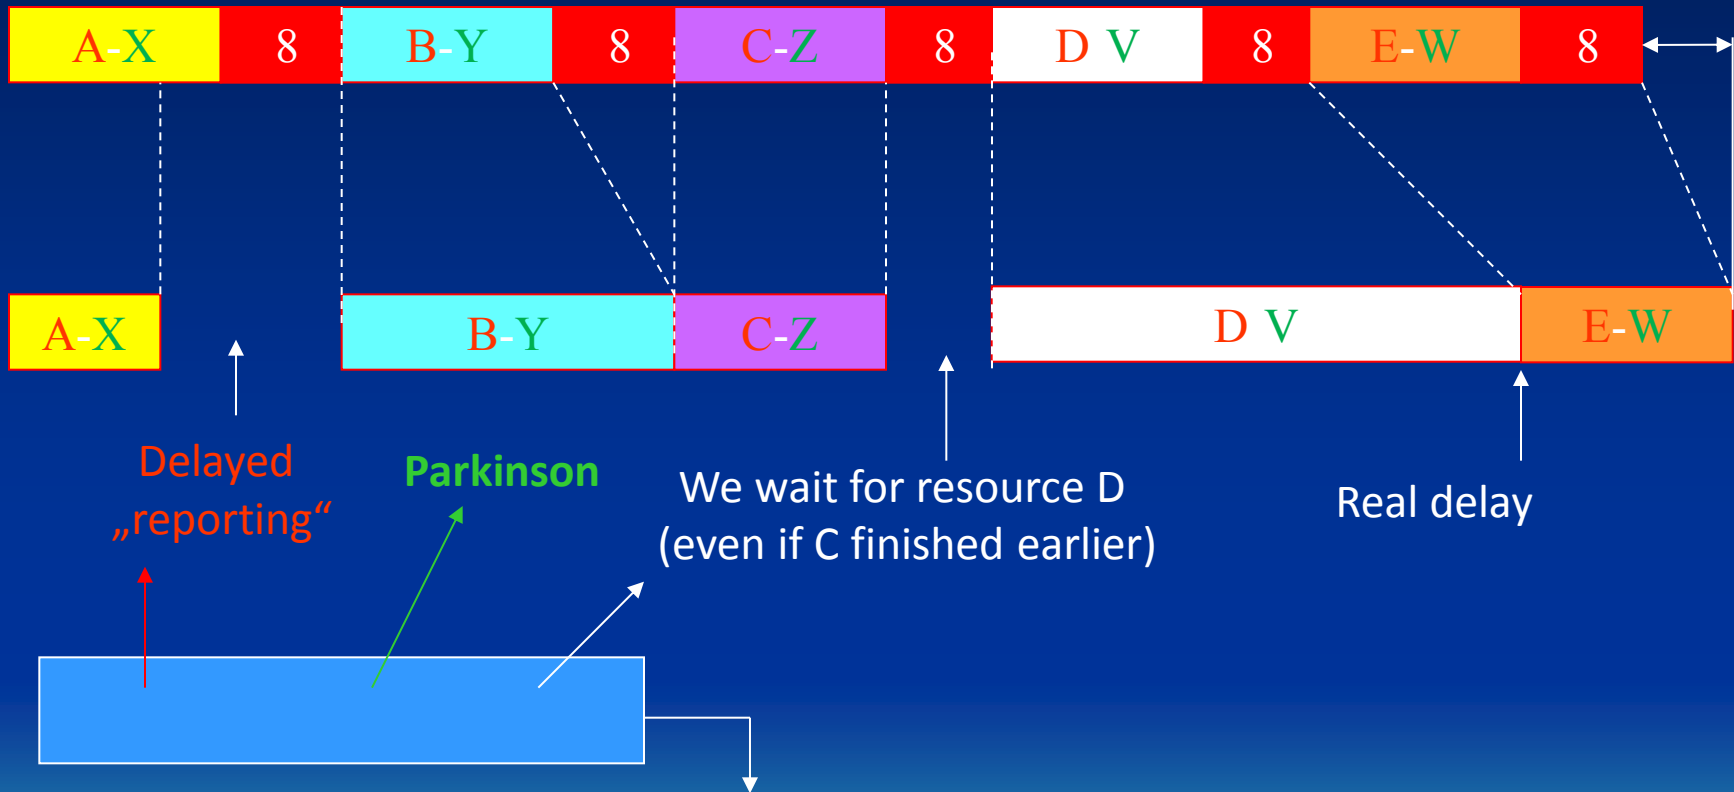 A-X 8 B-Y 8 C-Z 8 D V 8 E-W 8
A-X B-Y C-Z D V E-W
Delayed
„reporting“
Parkinson
We wait for resource D
(even if C finished earlier)
Real delay